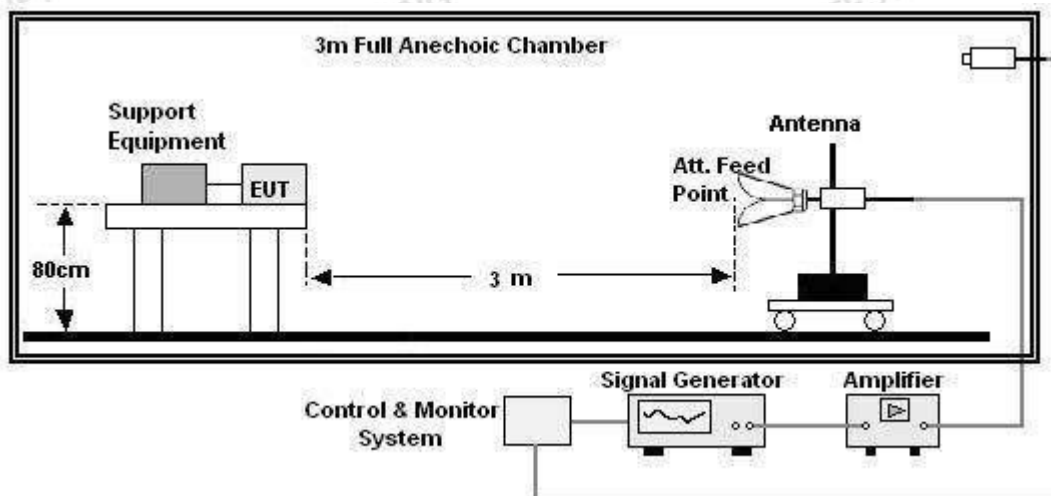 3m Full Anechoic Chamber
Support
Equipment
Antenna
Att. Feed
Point
EUT
80cm
3 m
Signal Generator
Amplifier
Control & Monitor
System